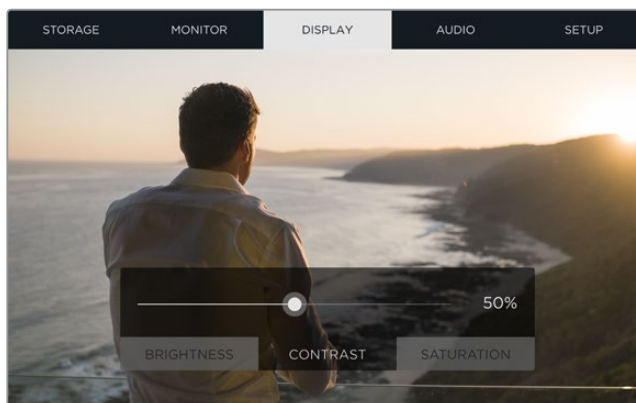 STORAGE MONITOR DISPLAY AUDIO SETUP
50%
BRIGHTNESS CONTRAST SATURATION